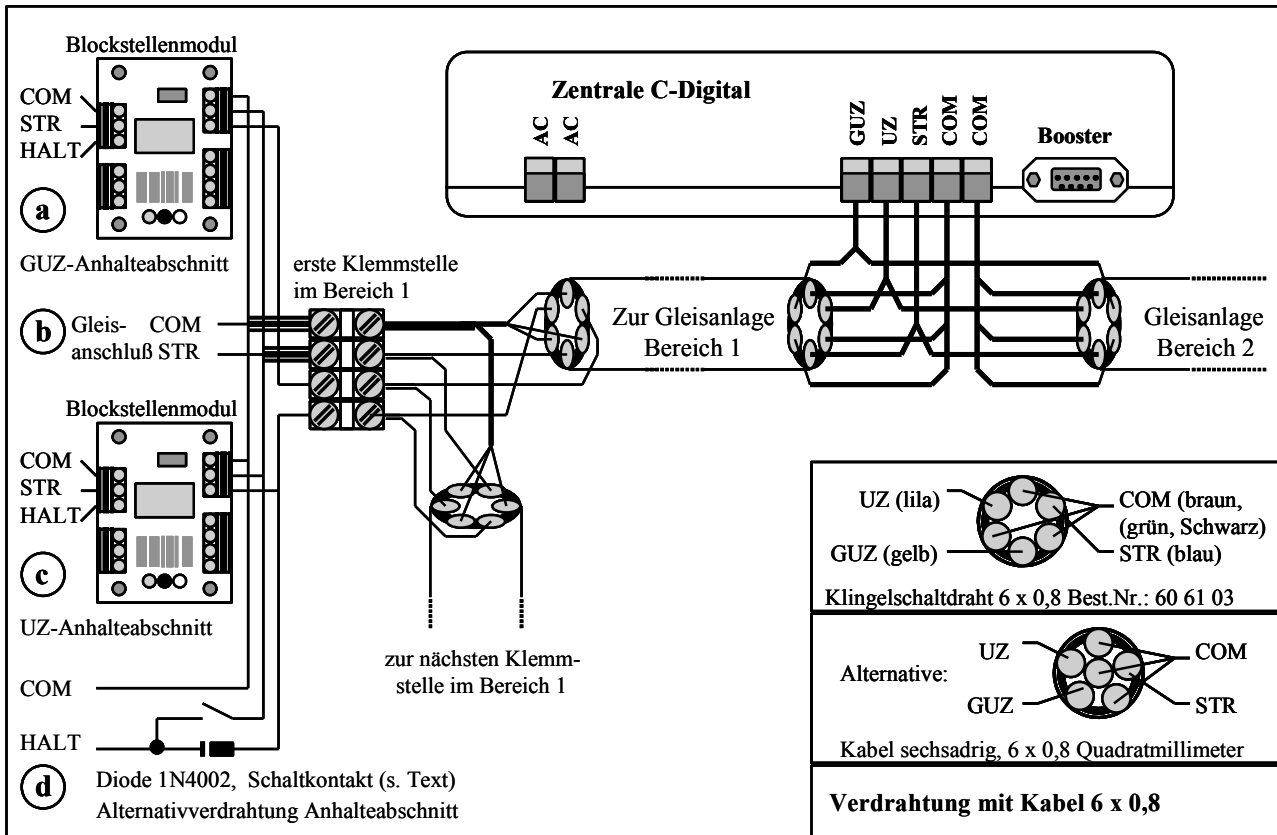 Blockstellenmodul
COM
STR
HALT
a
GUZ-Anhalteabschnitt
Zentrale C-Digital
AC
AC
GUZ
UZ
STR
COM
COM
Booster
erste Klemmstelle
im Bereich 1
b
Gleis- COM
anschluß STR
Zur Gleisanlage
Bereich 1
Gleisanlage
Bereich 2
Blockstellenmodul
COM
STR
HALT
c
UZ-Anhalteabschnitt
zur nächsten Klemm-
stelle im Bereich 1
COM
HALT
d
Diode 1N4002, Schaltkontakt (s. Text)
Alternativverdrahtung Anhalteabschnitt
UZ (lila)
COM (braun,
(grün, Schwarz)
GUZ (gelb)
STR (blau)
Klingelschaltdraht 6 x 0,8 Best.Nr.: 60 61 03
UZ
COM
Alternative:
GUZ
STR
Kabel sechsadrig, 6 x 0,8 Quadratmillimeter
Verdrahtung mit Kabel 6 x 0,8